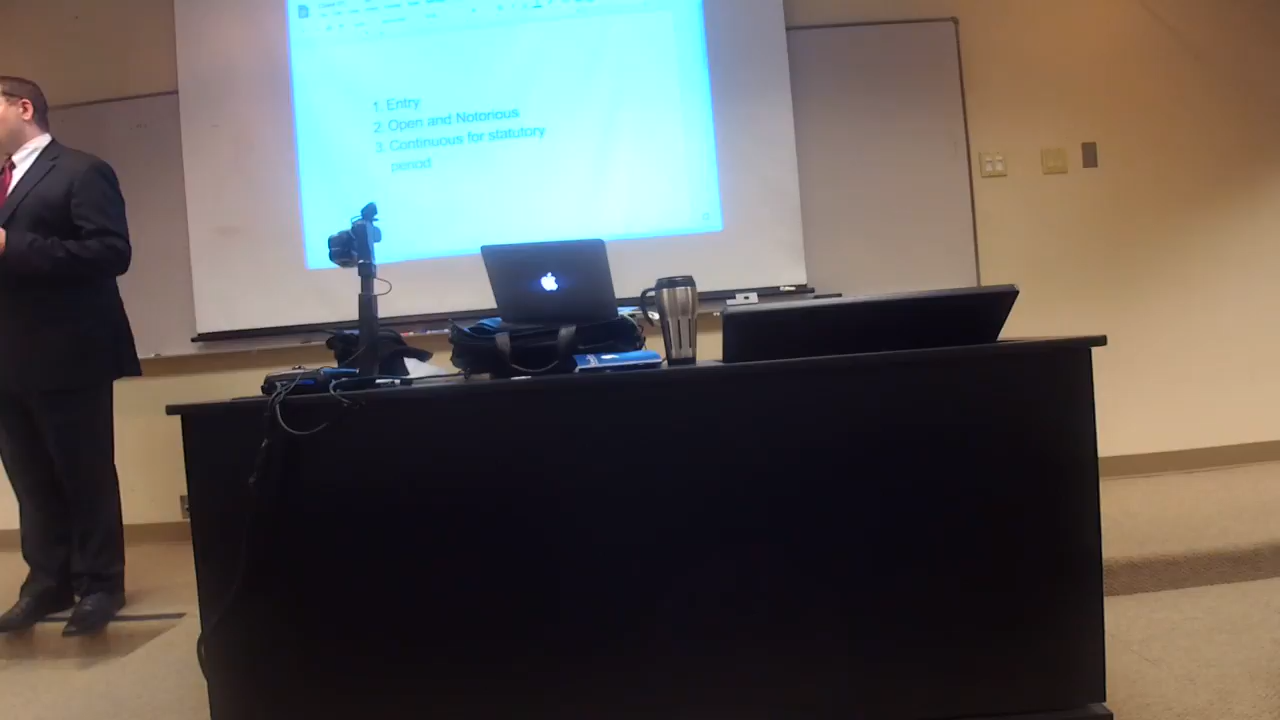 1. Entry
2. Open and Notorious
3. Continuous for statutory
period